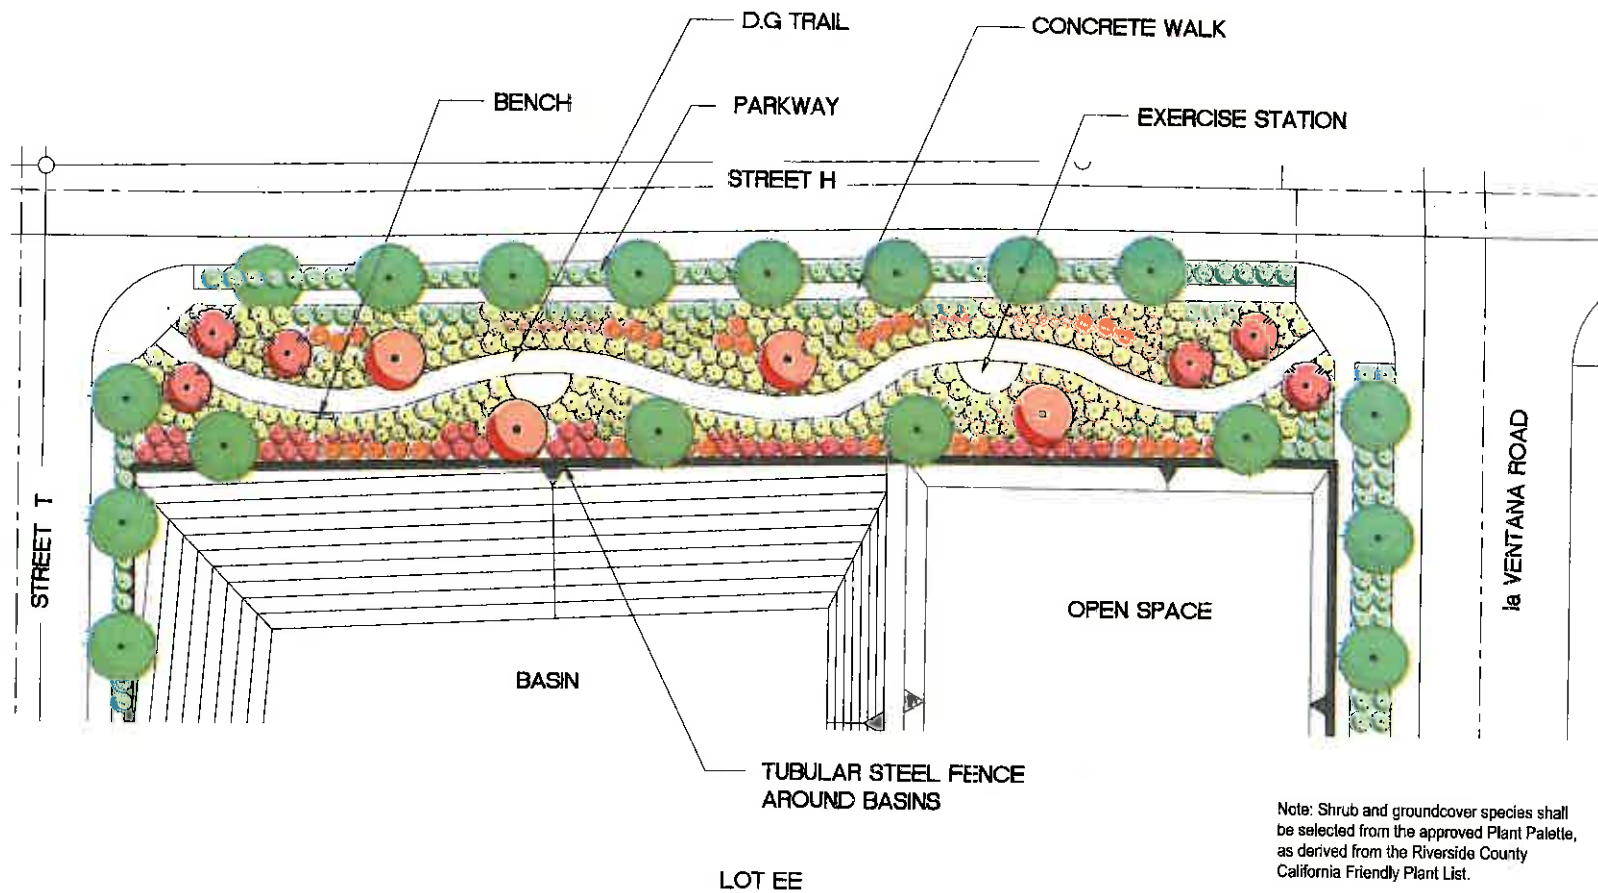 D.G TRAIL
CONCRETE WALK
BENCH
PARKWAY
EXERCISE STATION
STREET H
STREET T
la VENTANA ROAD
OPEN SPACE
BASIN
TUBULAR STEEL FENCE
AROUND BASINS
Note: Shrub and groundcover species shall
be selected from the approved Plant Palette,
as derived from the Riverside County
California Friendly Plant List.
LOT EE